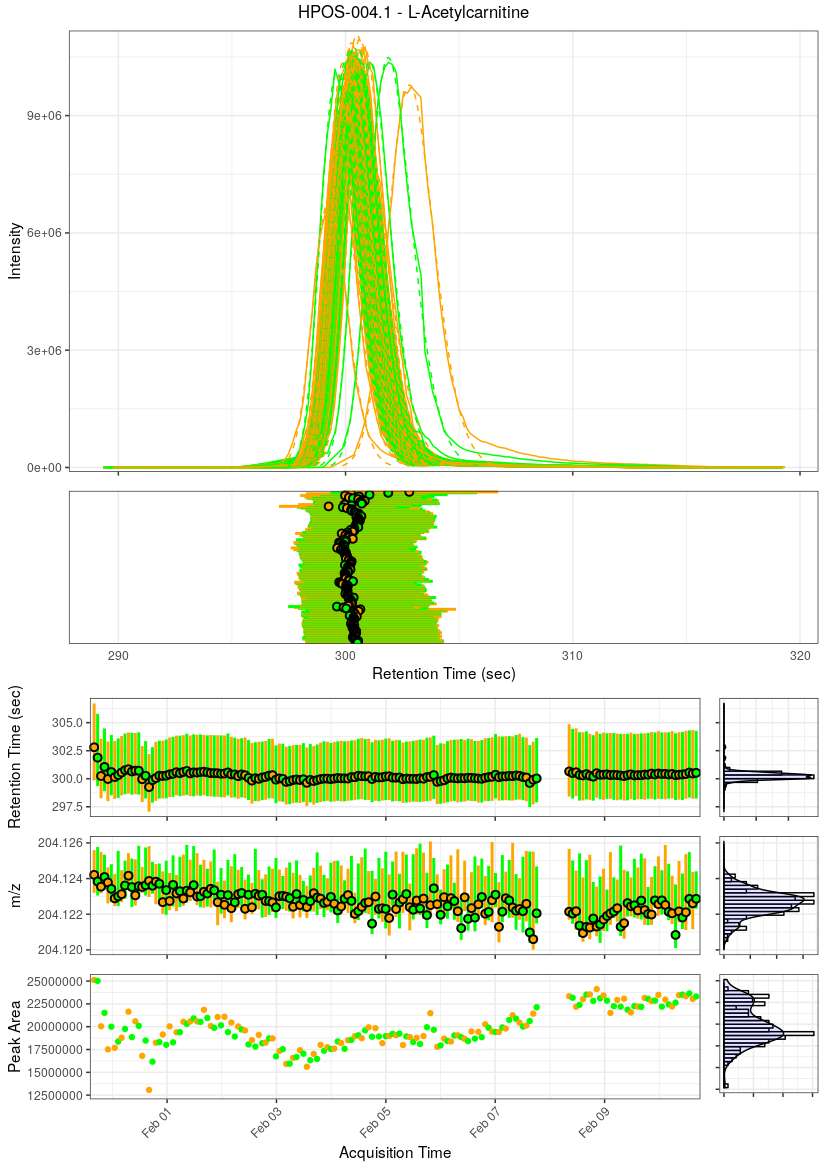 HPOS-004.1 - L-Acetylcarnitine
9e+06
6e+06
3e+06
0e+00
Intensity
290 300 310 320
Retention Time (sec)
305.0
302.5
300.0
297.5
Retention Time (sec)
204.126
204.124
204.122
204.120
m/z
25000000
22500000
20000000
17500000
15000000
12500000
Peak Area
Feb 01 Feb 03 Feb 05 Feb 07 Feb 09
Acquisition Time